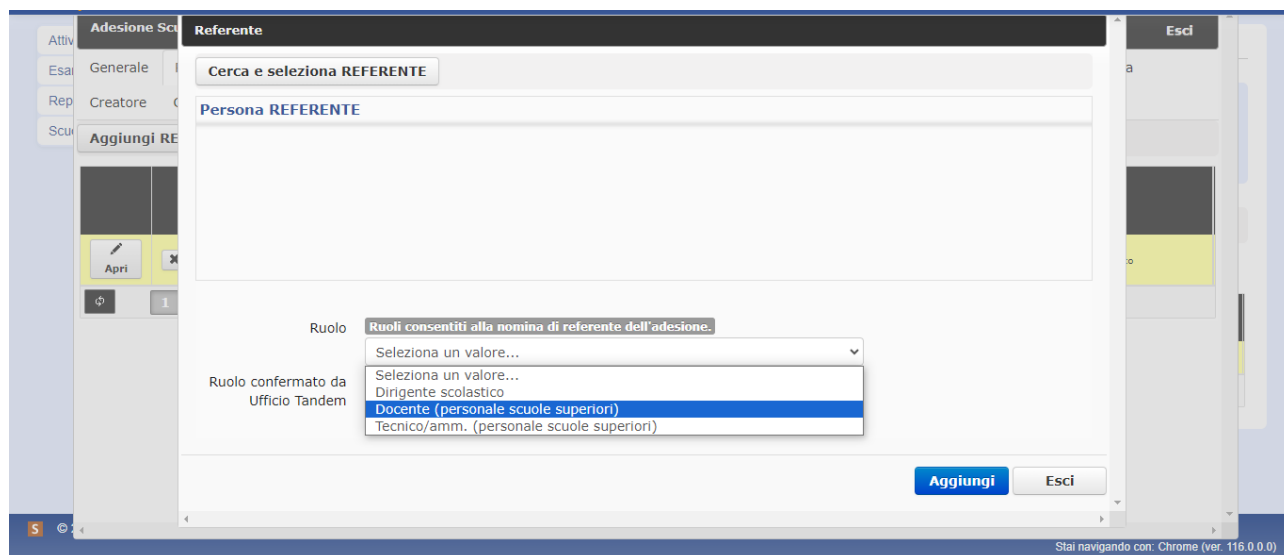 Adesione Scu
Referente
Esci
Attiv
Esar
Rep
Scu
Generale
Cerca e seleziona REFERENTE
a
Creatore
Persona REFERENTE
Aggiungi RE
Apri
1
Ruolo
Ruoli consentiti alla nomina di referente dell'adesione.
Seleziona un valore...
Ruolo confermato da
Ufficio Tandem
Seleziona un valore...
Dirigente scolastico
Docente (personale scuole superiori)
Tecnico/amm. (personale scuole superiori)
Aggiungi
Esci
S ©
Stai navigando con: Chrome (ver. 116.0.0.0)